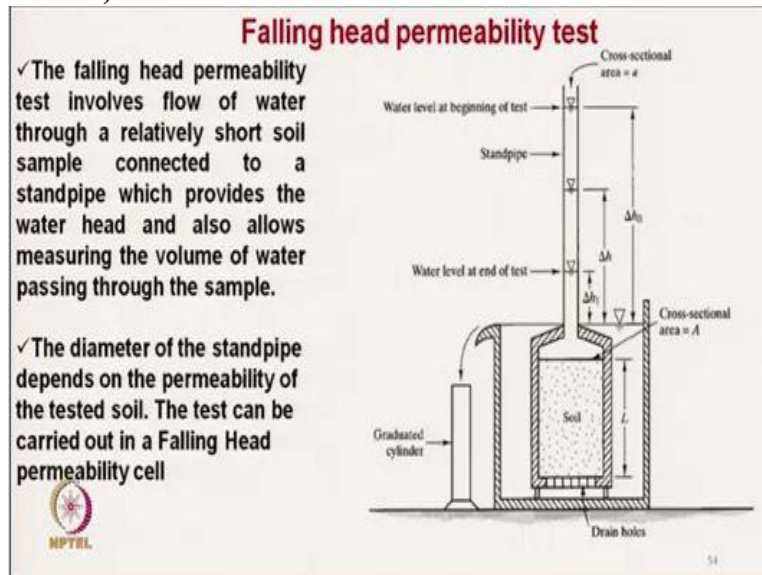 Falling head permeability test
✓The falling head permeability
test involves flow of water
through a relatively short soil
sample connected to a
standpipe which provides the
water head and also allows
measuring the volume of water
passing through the sample.
✓The diameter of the standpipe
depends on the permeability of
the tested soil. The test can be
carried out in a Falling Head
permeability cell
NPTEL
Cross-sectional
area = a
Water level at beginning of test
Standpipe
Δh₀
Δh
Water level at end of test
Δh₁
Cross-sectional
area = A
Soil
L
Graduated
cylinder
Drain holes
54